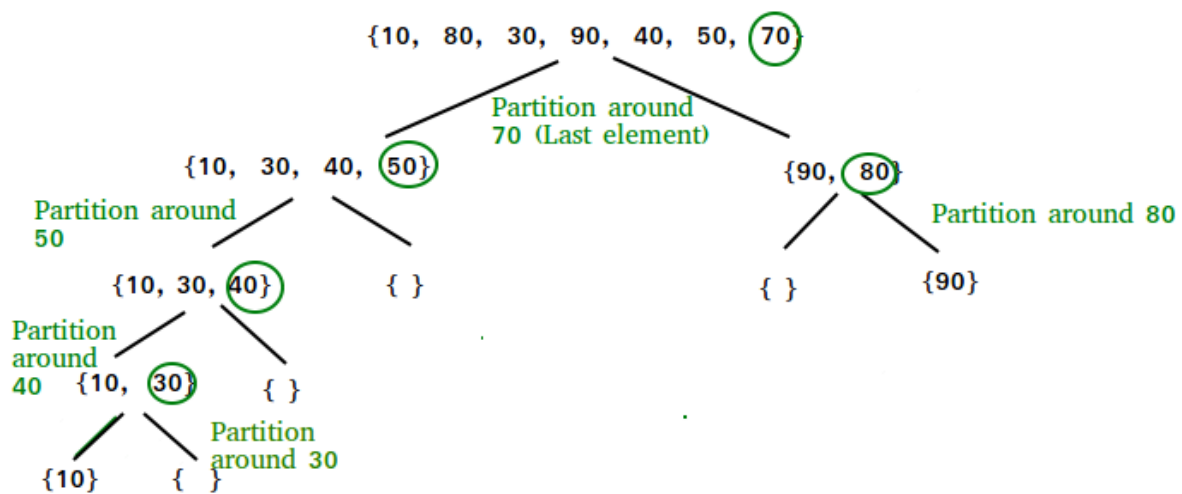 {10, 80, 30, 90, 40, 50, 70}
Partition around
70 (Last element)
{10, 30, 40, 50}
{90, 80}
Partition around
50
Partition around 80
{10, 30, 40}
{ }
{ }
{90}
Partition
around
40
{10, 30}
{ }
Partition
around 30
{10}
{ }